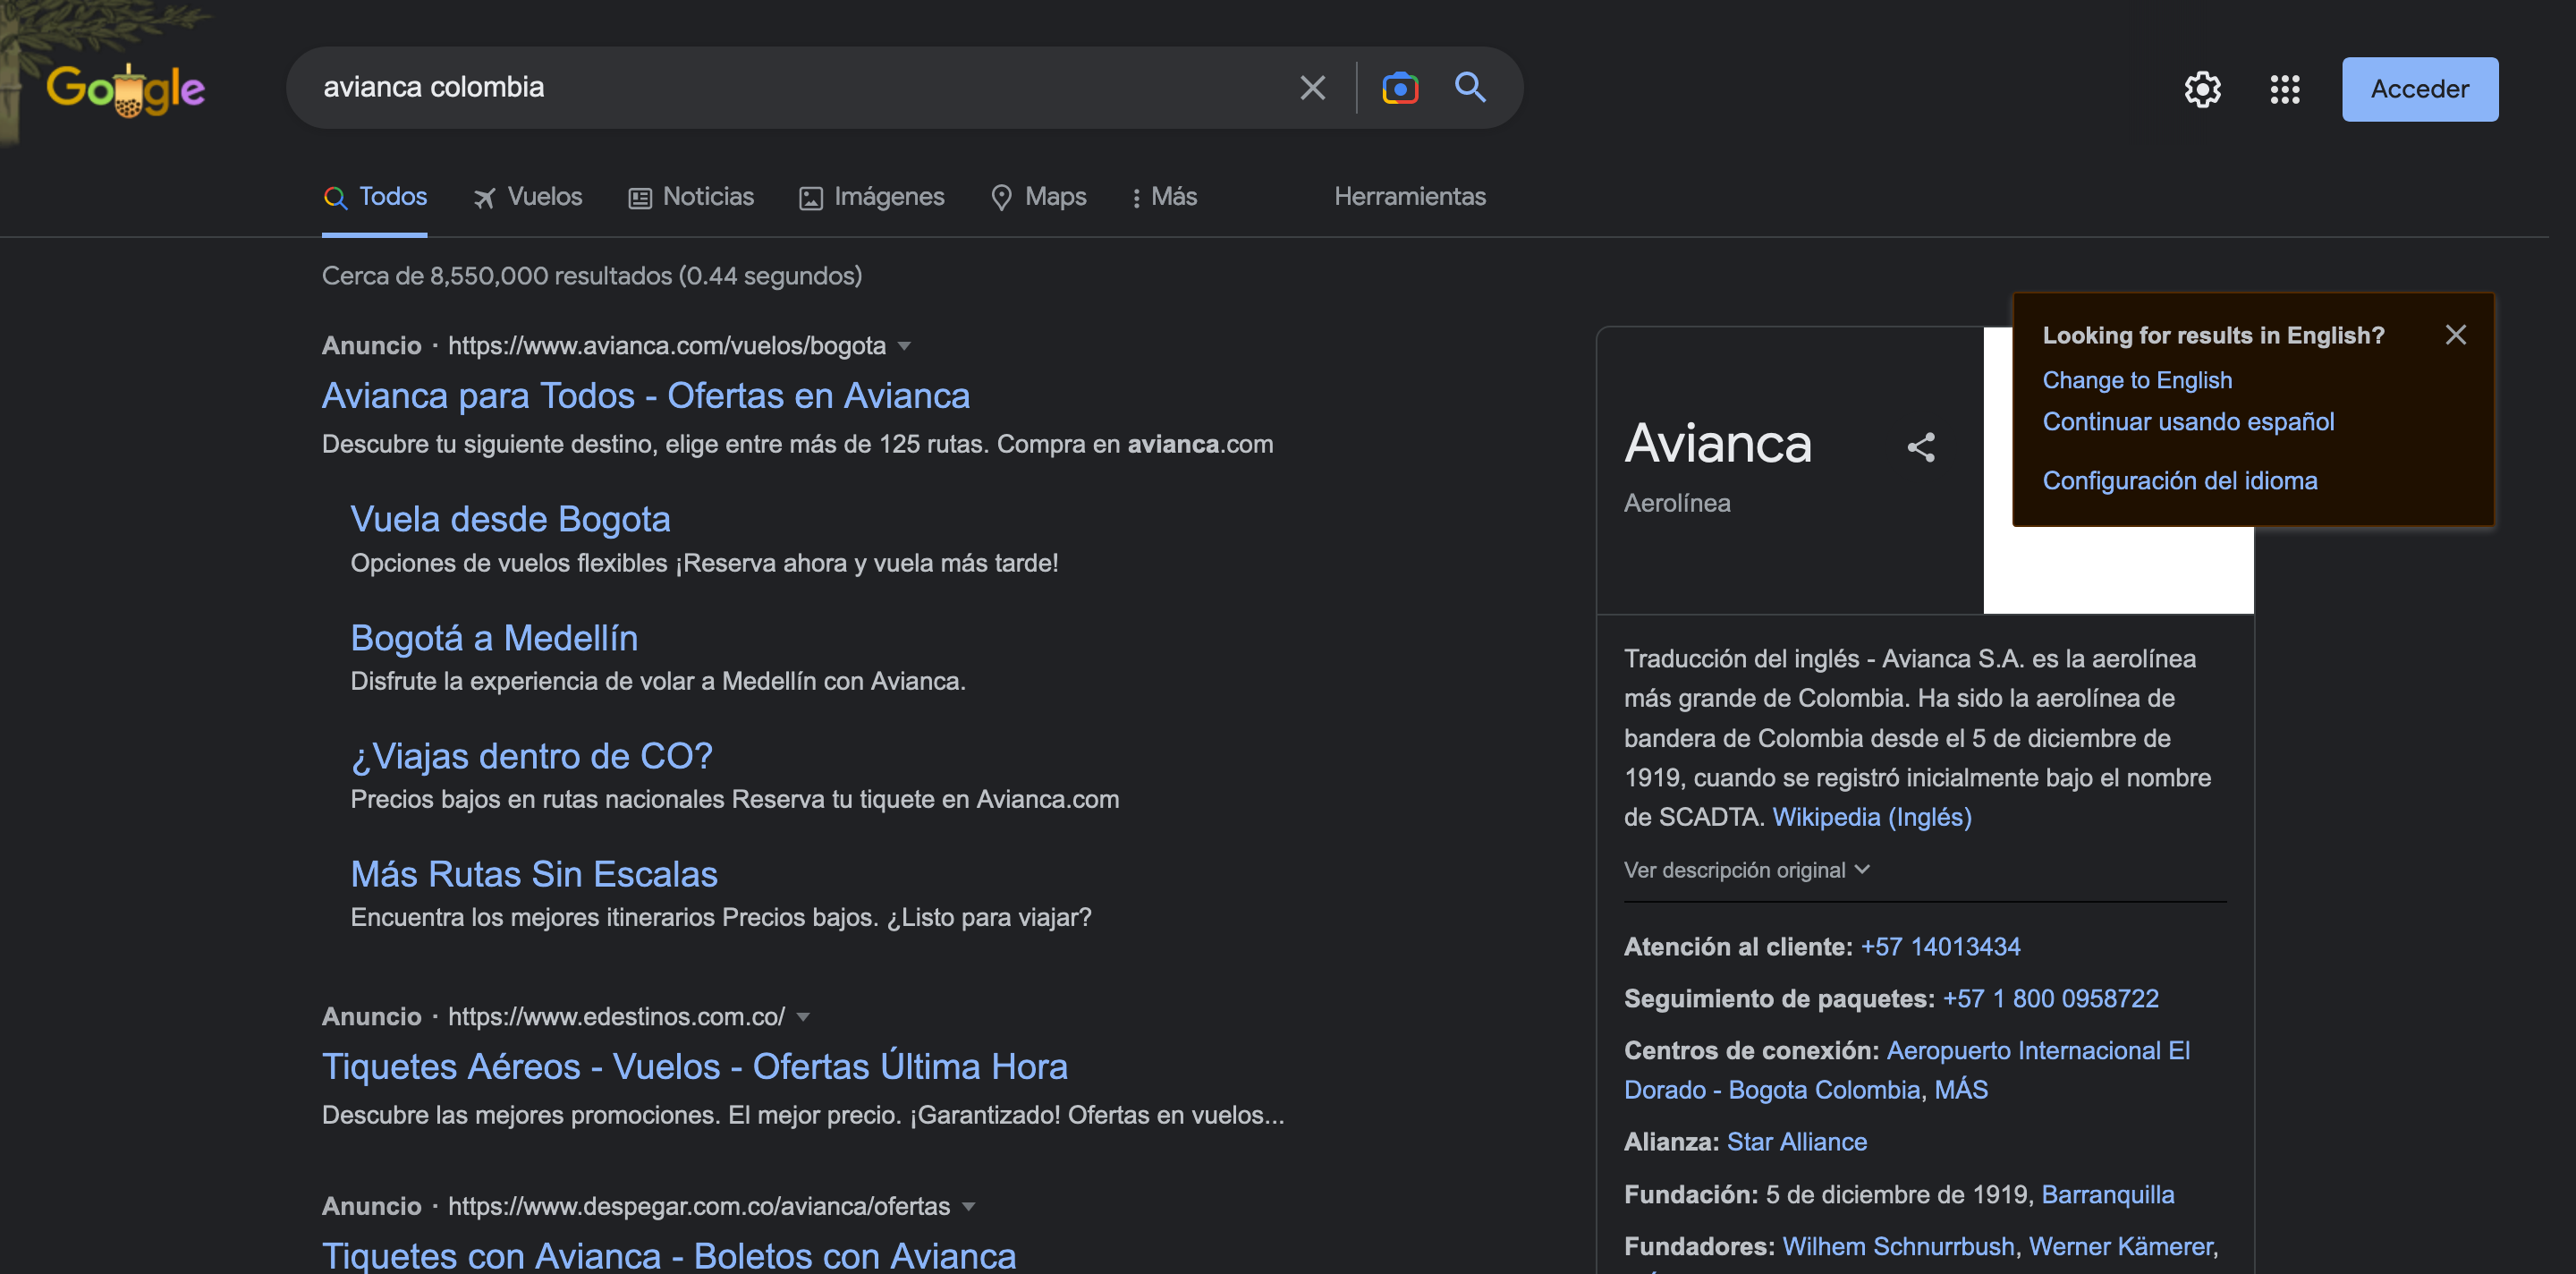 Google
avianca colombia
Acceder
Todos
Vuelos
Noticias
Imágenes
Maps
Más
Herramientas
Cerca de 8,550,000 resultados (0.44 segundos)
Anuncio · https://www.avianca.com/vuelos/bogota
Avianca para Todos - Ofertas en Avianca
Descubre tu siguiente destino, elige entre más de 125 rutas. Compra en avianca.com
Vuela desde Bogota
Opciones de vuelos flexibles ¡Reserva ahora y vuela más tarde!
Bogotá a Medellín
Disfrute la experiencia de volar a Medellín con Avianca.
¿Viajas dentro de CO?
Precios bajos en rutas nacionales Reserva tu tiquete en Avianca.com
Más Rutas Sin Escalas
Encuentra los mejores itinerarios Precios bajos. ¿Listo para viajar?
Anuncio · https://www.edestinos.com.co/
Tiquetes Aéreos - Vuelos - Ofertas Última Hora
Descubre las mejores promociones. El mejor precio. ¡Garantizado! Ofertas en vuelos...
Anuncio · https://www.despegar.com.co/avianca/ofertas
Tiquetes con Avianca - Boletos con Avianca
Looking for results in English?
Change to English
Continuar usando español
Configuración del idioma
Avianca
Aerolínea
Traducción del inglés - Avianca S.A. es la aerolínea
más grande de Colombia. Ha sido la aerolínea de
bandera de Colombia desde el 5 de diciembre de
1919, cuando se registró inicialmente bajo el nombre
de SCADTA. Wikipedia (Inglés)
Ver descripción original
Atención al cliente: +57 14013434
Seguimiento de paquetes: +57 1 800 0958722
Centros de conexión: Aeropuerto Internacional El
Dorado - Bogota Colombia, MÁS
Alianza: Star Alliance
Fundación: 5 de diciembre de 1919, Barranquilla
Fundadores: Wilhem Schnurrbush, Werner Kämerer,